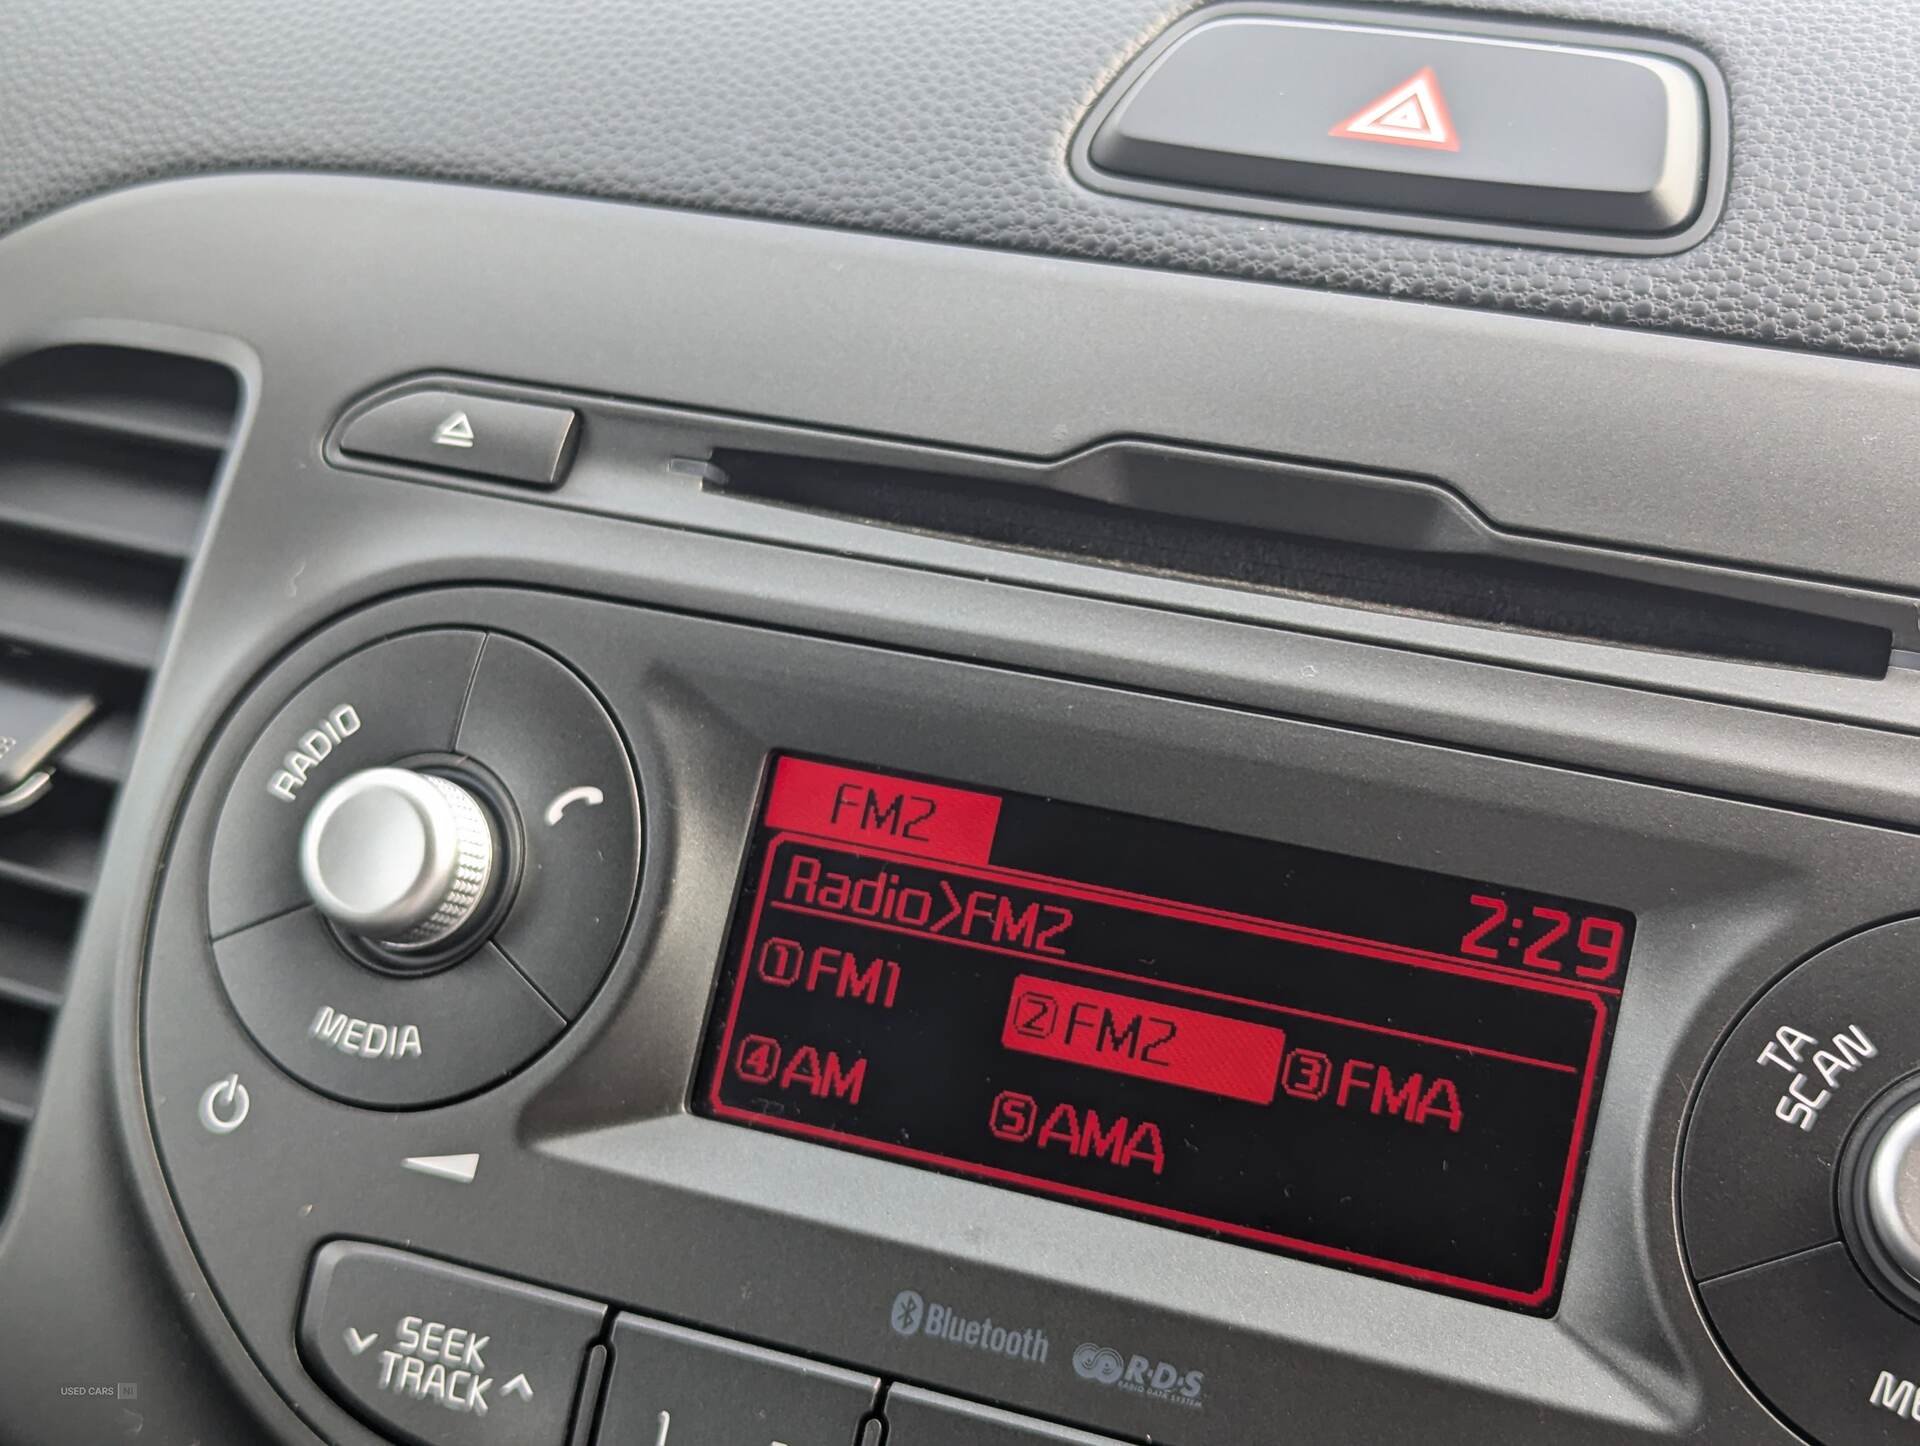 RADIO
MEDIA
FM2
Radio>FM2
2:29
①FM1
②FM2
③FMA
④AM
⑤AMA
TA
SCAN
SEEK
TRACK
1
Bluetooth
R·D·S
RADIO DATA SYSTEM
USED CARS NI